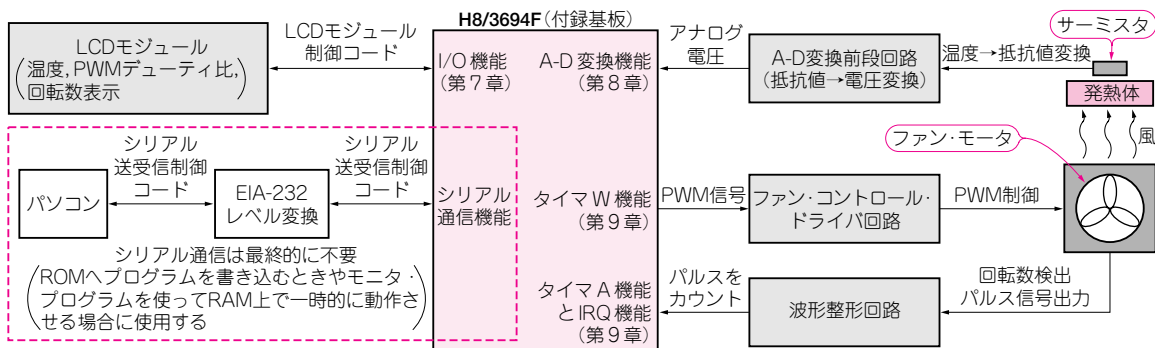 H8/3694F(付録基板)
LCDモジュール
(温度,PWMデューティ比,
回転数表示)
LCDモジュール
制御コード
I/O機能
(第7章)
A-D変換機能
(第8章)
アナログ
電圧
A-D変換前段回路
(抵抗値→電圧変換)
温度→抵抗値変換
サーミスタ
発熱体
風
ファン・モータ
パソコン
シリアル
送受信制御
コード
EIA-232
レベル変換
シリアル
送受信制御
コード
シリアル
通信機能
シリアル通信は最終的に不要
(ROMへプログラムを書き込むときやモニタ・
プログラムを使ってRAM上で一時的に動作さ
せる場合に使用する)
タイマW機能
(第9章)
PWM信号
ファン・コントロール・
ドライバ回路
PWM制御
タイマA機能
とIRQ機能
(第9章)
パルスを
カウント
波形整形回路
回転数検出
パルス信号出力